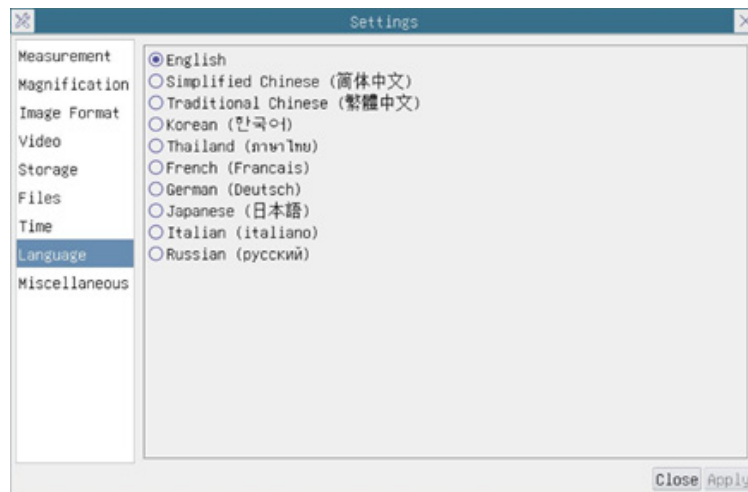 Settings
Measurement
Magnification
Image Format
Video
Storage
Files
Time
Language
Miscellaneous
English
Simplified Chinese (简体中文)
Traditional Chinese (繁體中文)
Korean (한국어)
Thailand (ภาษาไทย)
French (Francais)
German (Deutsch)
Japanese (日本語)
Italian (italiano)
Russian (русский)
Close Apply